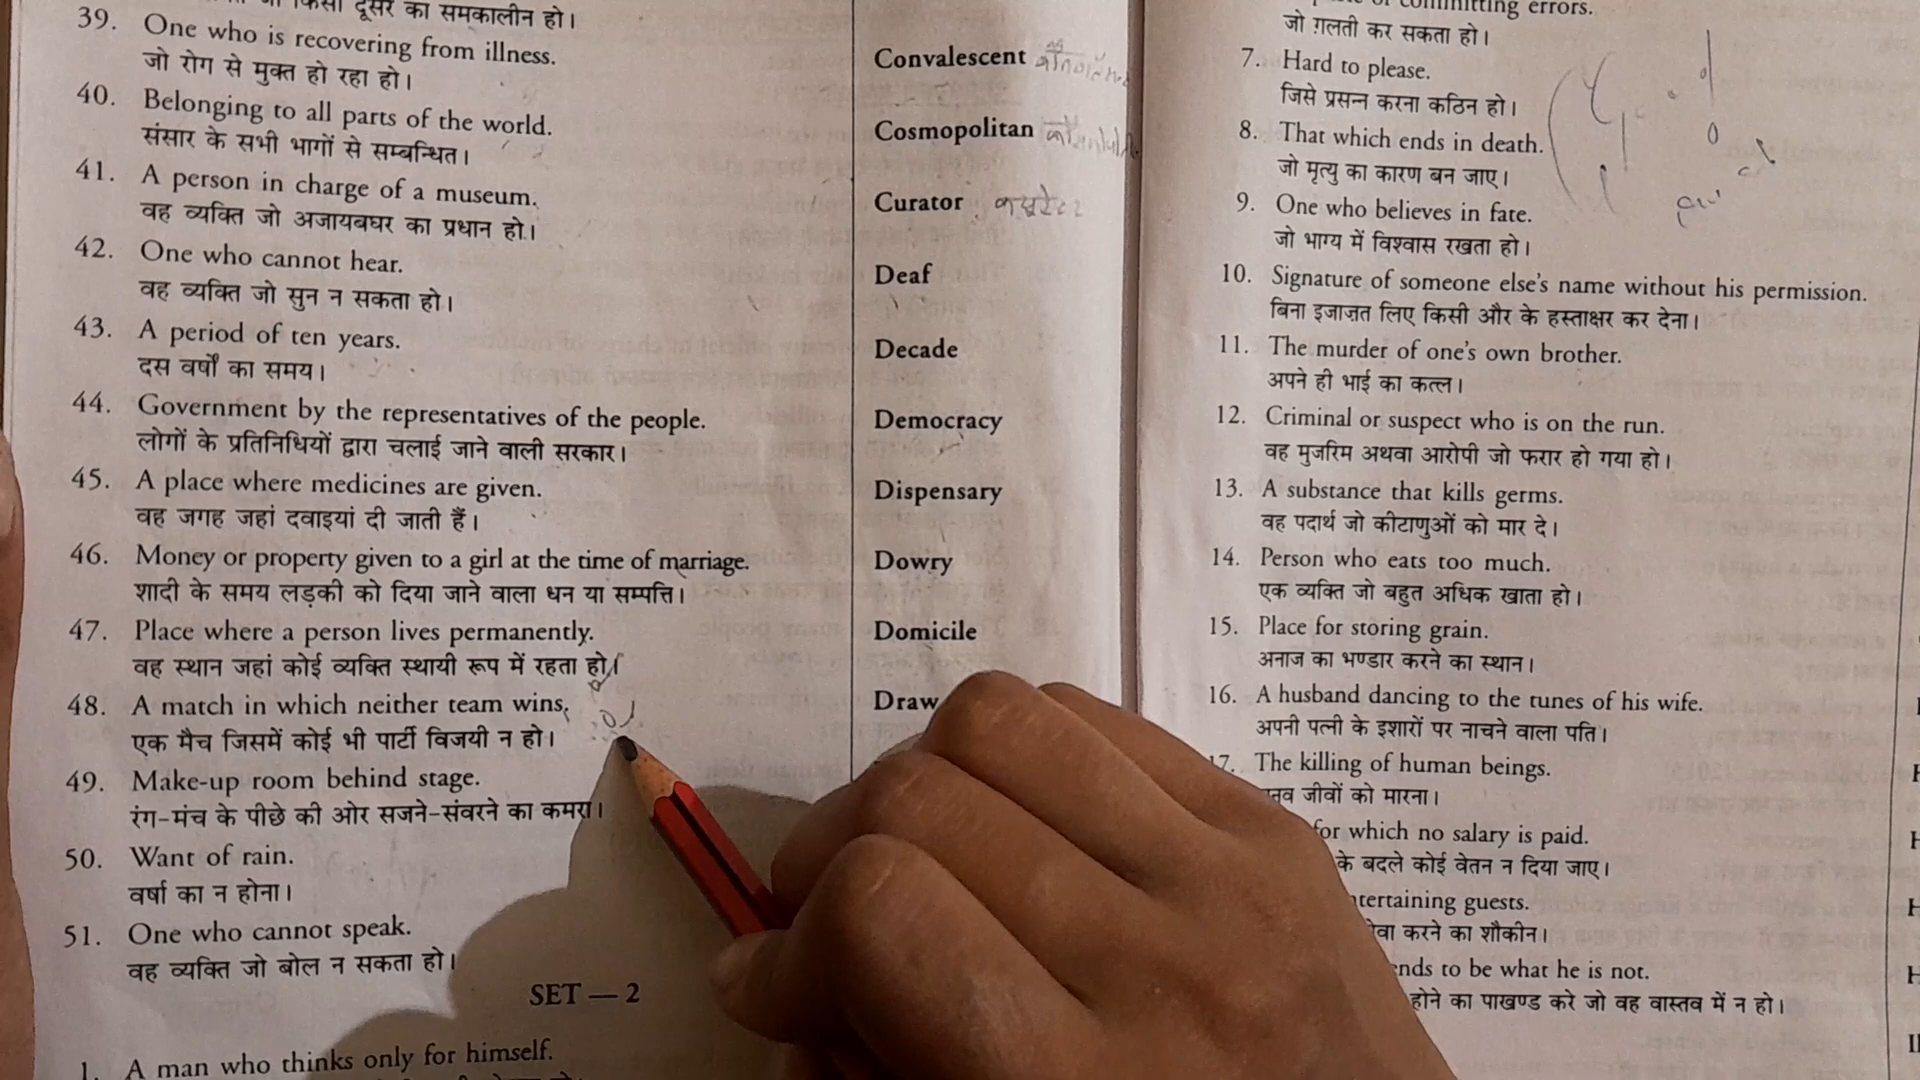 किसी दूसरे का समकालीन हो।
39. One who is recovering from illness. Convalescent
जो रोग से मुक्त हो रहा हो।
40. Belonging to all parts of the world. Cosmopolitan
संसार के सभी भागों से सम्बन्धित।
41. A person in charge of a museum. Curator
वह व्यक्ति जो अजायबघर का प्रधान हो।
42. One who cannot hear. Deaf
वह व्यक्ति जो सुन न सकता हो।
43. A period of ten years. Decade
दस वर्षों का समय।
44. Government by the representatives of the people. Democracy
लोगों के प्रतिनिधियों द्वारा चलाई जाने वाली सरकार।
45. A place where medicines are given. Dispensary
वह जगह जहां दवाइयां दी जाती हैं।
46. Money or property given to a girl at the time of marriage. Dowry
शादी के समय लड़की को दिया जाने वाला धन या सम्पत्ति।
47. Place where a person lives permanently. Domicile
वह स्थान जहां कोई व्यक्ति स्थायी रूप में रहता हो।
48. A match in which neither team wins. Draw
एक मैच जिसमें कोई भी पार्टी विजयी न हो।
49. Make-up room behind stage.
रंग-मंच के पीछे की ओर सजने-संवरने का कमरा।
50. Want of rain.
वर्षा का न होना।
51. One who cannot speak.
वह व्यक्ति जो बोल न सकता हो।
SET — 2
1. A man who thinks only for himself.
committing errors.
जो ग़लती कर सकता हो।
7. Hard to please.
जिसे प्रसन्न करना कठिन हो।
8. That which ends in death.
जो मृत्यु का कारण बन जाए।
9. One who believes in fate.
जो भाग्य में विश्वास रखता हो।
10. Signature of someone else's name without his permission.
बिना इजाज़त लिए किसी और के हस्ताक्षर कर देना।
11. The murder of one's own brother.
अपने ही भाई का कत्ल।
12. Criminal or suspect who is on the run.
वह मुजरिम अथवा आरोपी जो फरार हो गया हो।
13. A substance that kills germs.
वह पदार्थ जो कीटाणुओं को मार दे।
14. Person who eats too much.
एक व्यक्ति जो बहुत अधिक खाता हो।
15. Place for storing grain.
अनाज का भण्डार करने का स्थान।
16. A husband dancing to the tunes of his wife.
अपनी पत्नी के इशारों पर नाचने वाला पति।
17. The killing of human beings.
जीवों को मारना।
for which no salary is paid.
के बदले कोई वेतन न दिया जाए।
guests.
करने का शौकीन।
to be what he is not.
होने का पाखण्ड करे जो वह वास्तव में न हो।